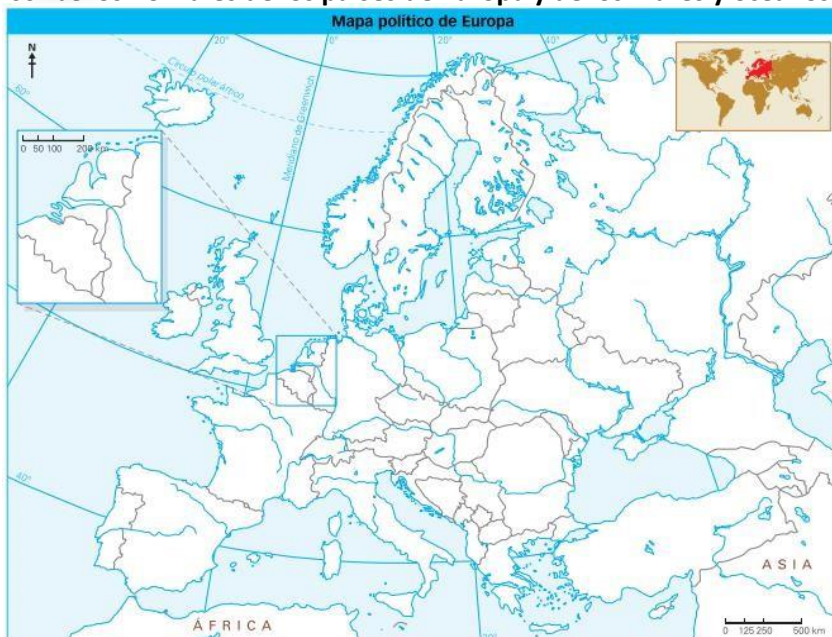 Mapa político de Europa
N
20°
0°
20°
40°
Círculo polar ártico
60°
Meridiano de Greenwich
0 50 100 200 km
40°
20°
ASIA
ÁFRICA
0 125 250 500 km